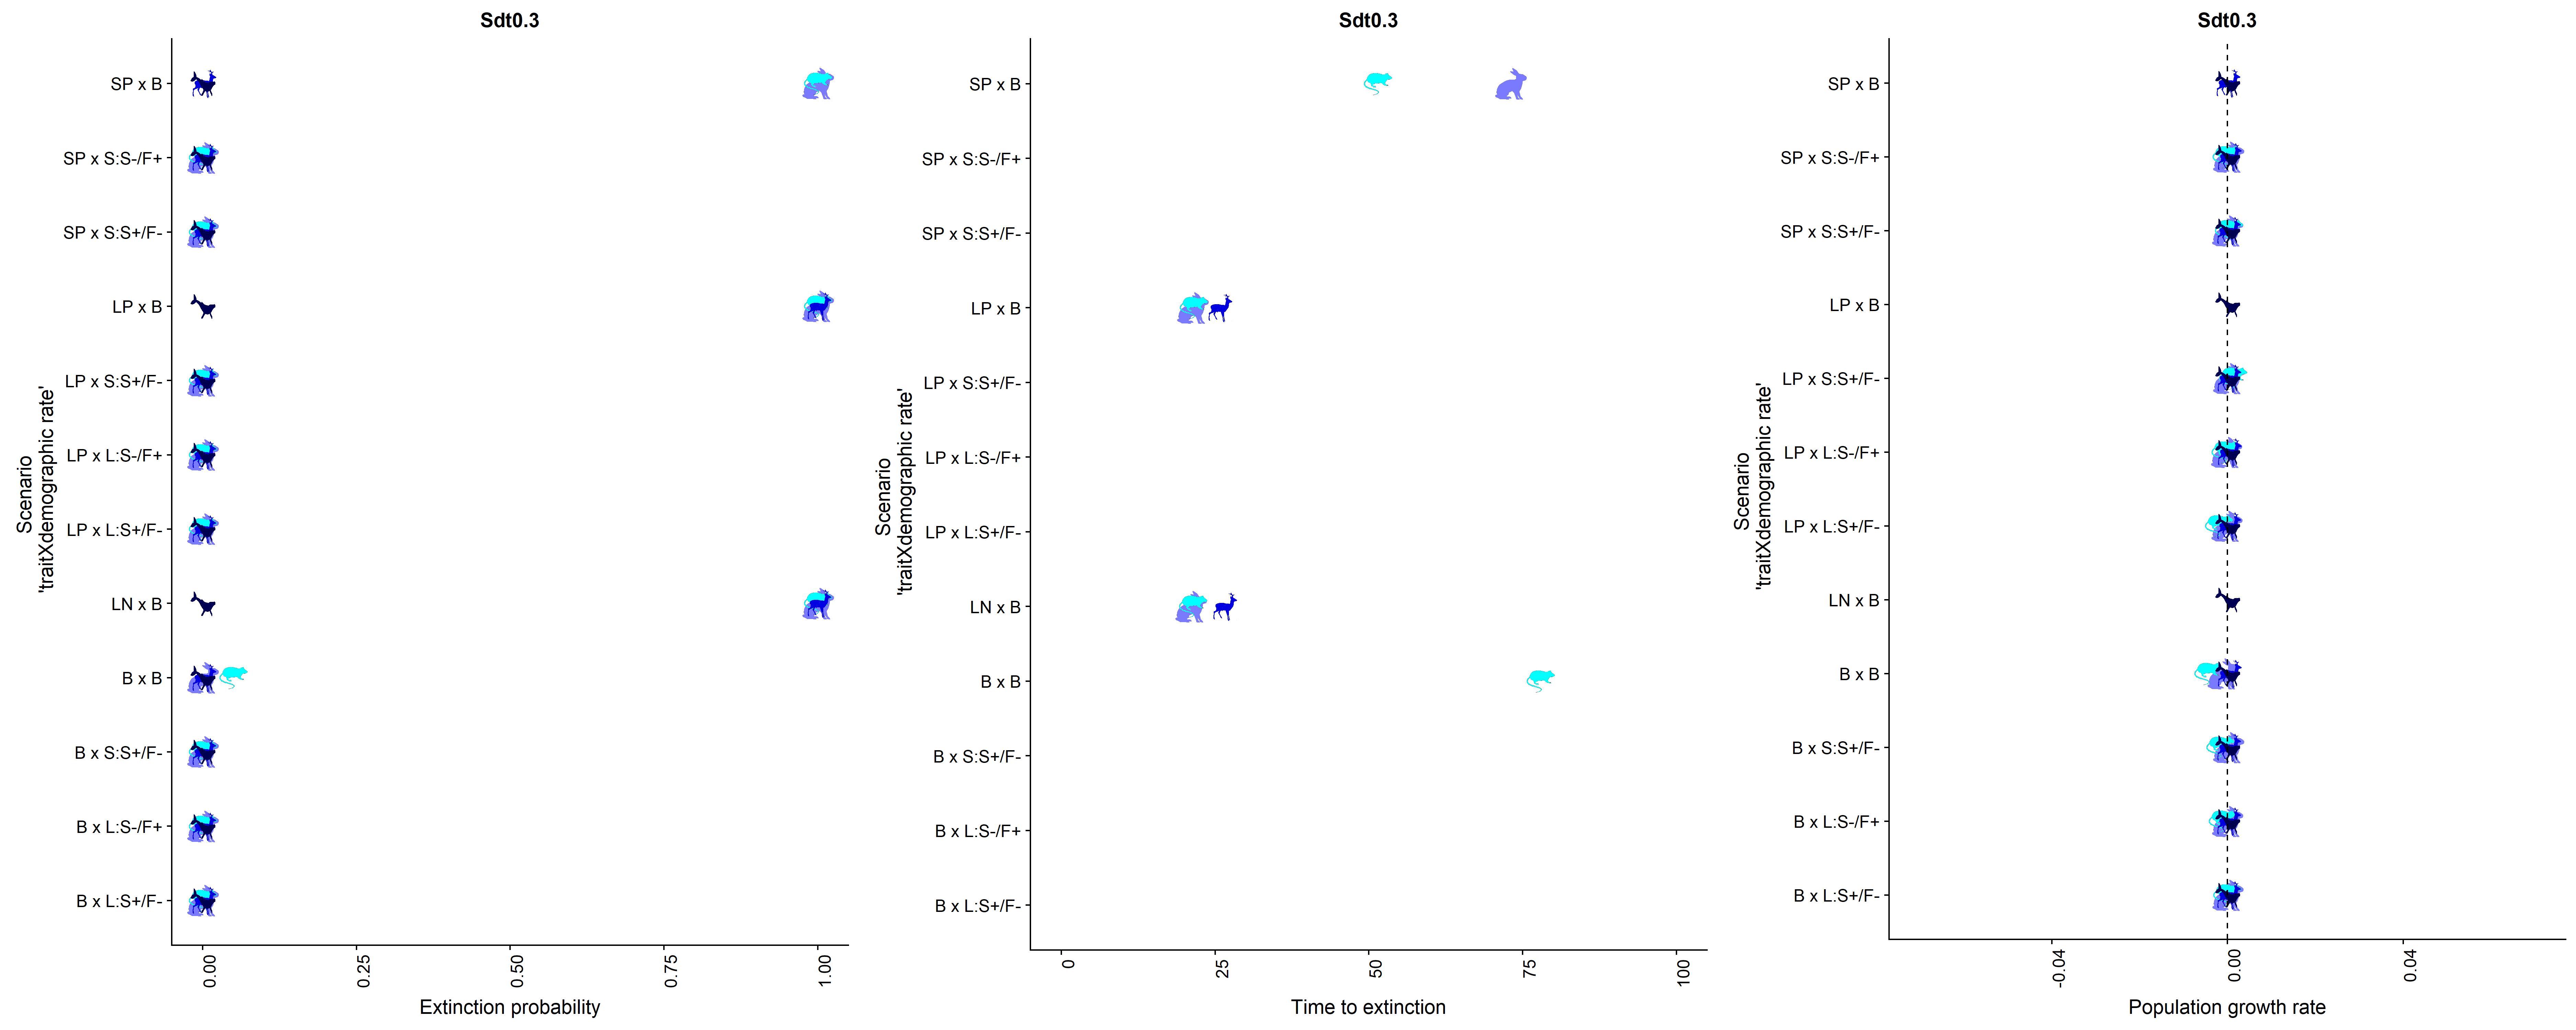 Sdt0.3
SP x B
SP x S:S-/F+
SP x S:S+/F-
LP x B
LP x S:S+/F-
LP x L:S-/F+
LP x L:S+/F-
LN x B
B x B
B x S:S+/F-
B x L:S-/F+
B x L:S+/F-
Scenario
'traitXdemographic rate'
0.00
0.25
0.50
0.75
1.00
Extinction probability
Sdt0.3
SP x B
SP x S:S-/F+
SP x S:S+/F-
LP x B
LP x S:S+/F-
LP x L:S-/F+
LP x L:S+/F-
LN x B
B x B
B x S:S+/F-
B x L:S-/F+
B x L:S+/F-
Scenario
'traitXdemographic rate'
0
25
50
75
100
Time to extinction
Sdt0.3
SP x B
SP x S:S-/F+
SP x S:S+/F-
LP x B
LP x S:S+/F-
LP x L:S-/F+
LP x L:S+/F-
LN x B
B x B
B x S:S+/F-
B x L:S-/F+
B x L:S+/F-
Scenario
'traitXdemographic rate'
-0.04
0.00
0.04
Population growth rate